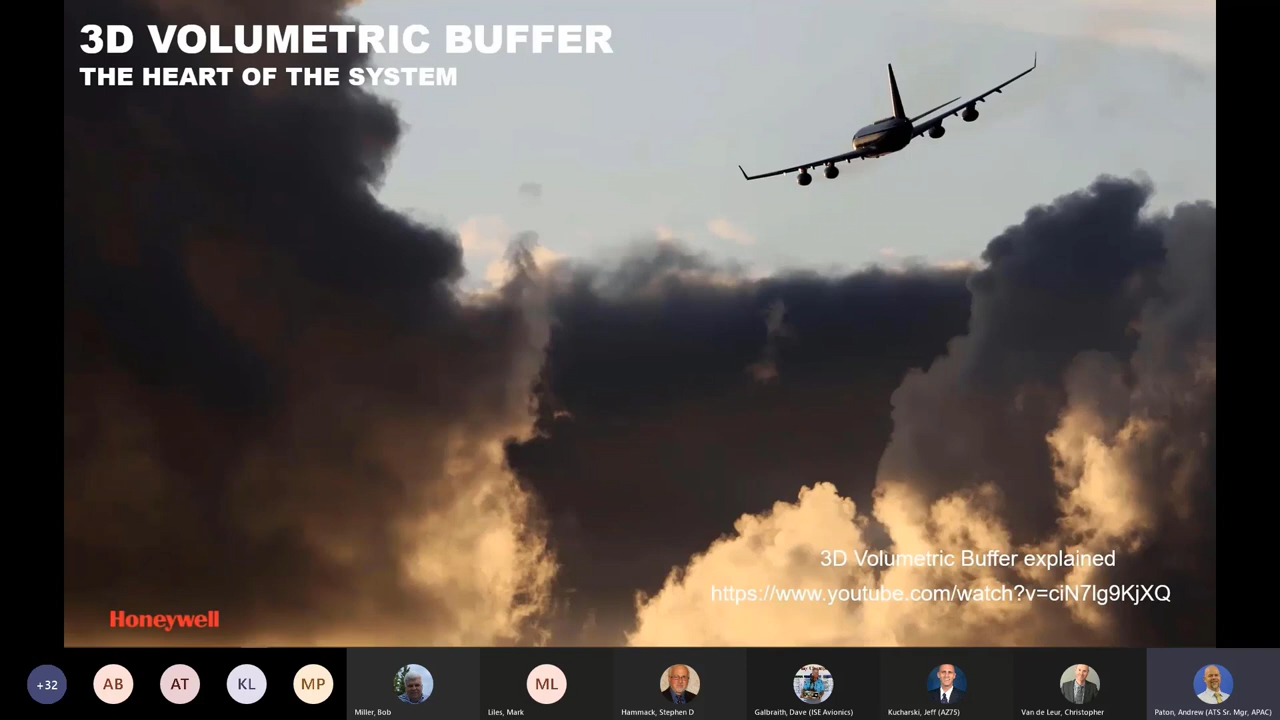 3D VOLUMETRIC BUFFER
THE HEART OF THE SYSTEM
3D Volumetric Buffer explained
https://www.youtube.com/watch?v=ciN7Ig9KjXQ
Honeywell
+32
AB
AT
KL
MP
ML
Miller, Bob
Liles, Mark
Hammack, Stephen D
Galbraith, Dave (ISE Avionics)
Kucharski, Jeff (AZ75)
Van de Leur, Christopher
Paton, Andrew (ATS Sr. Mgr, APAC)